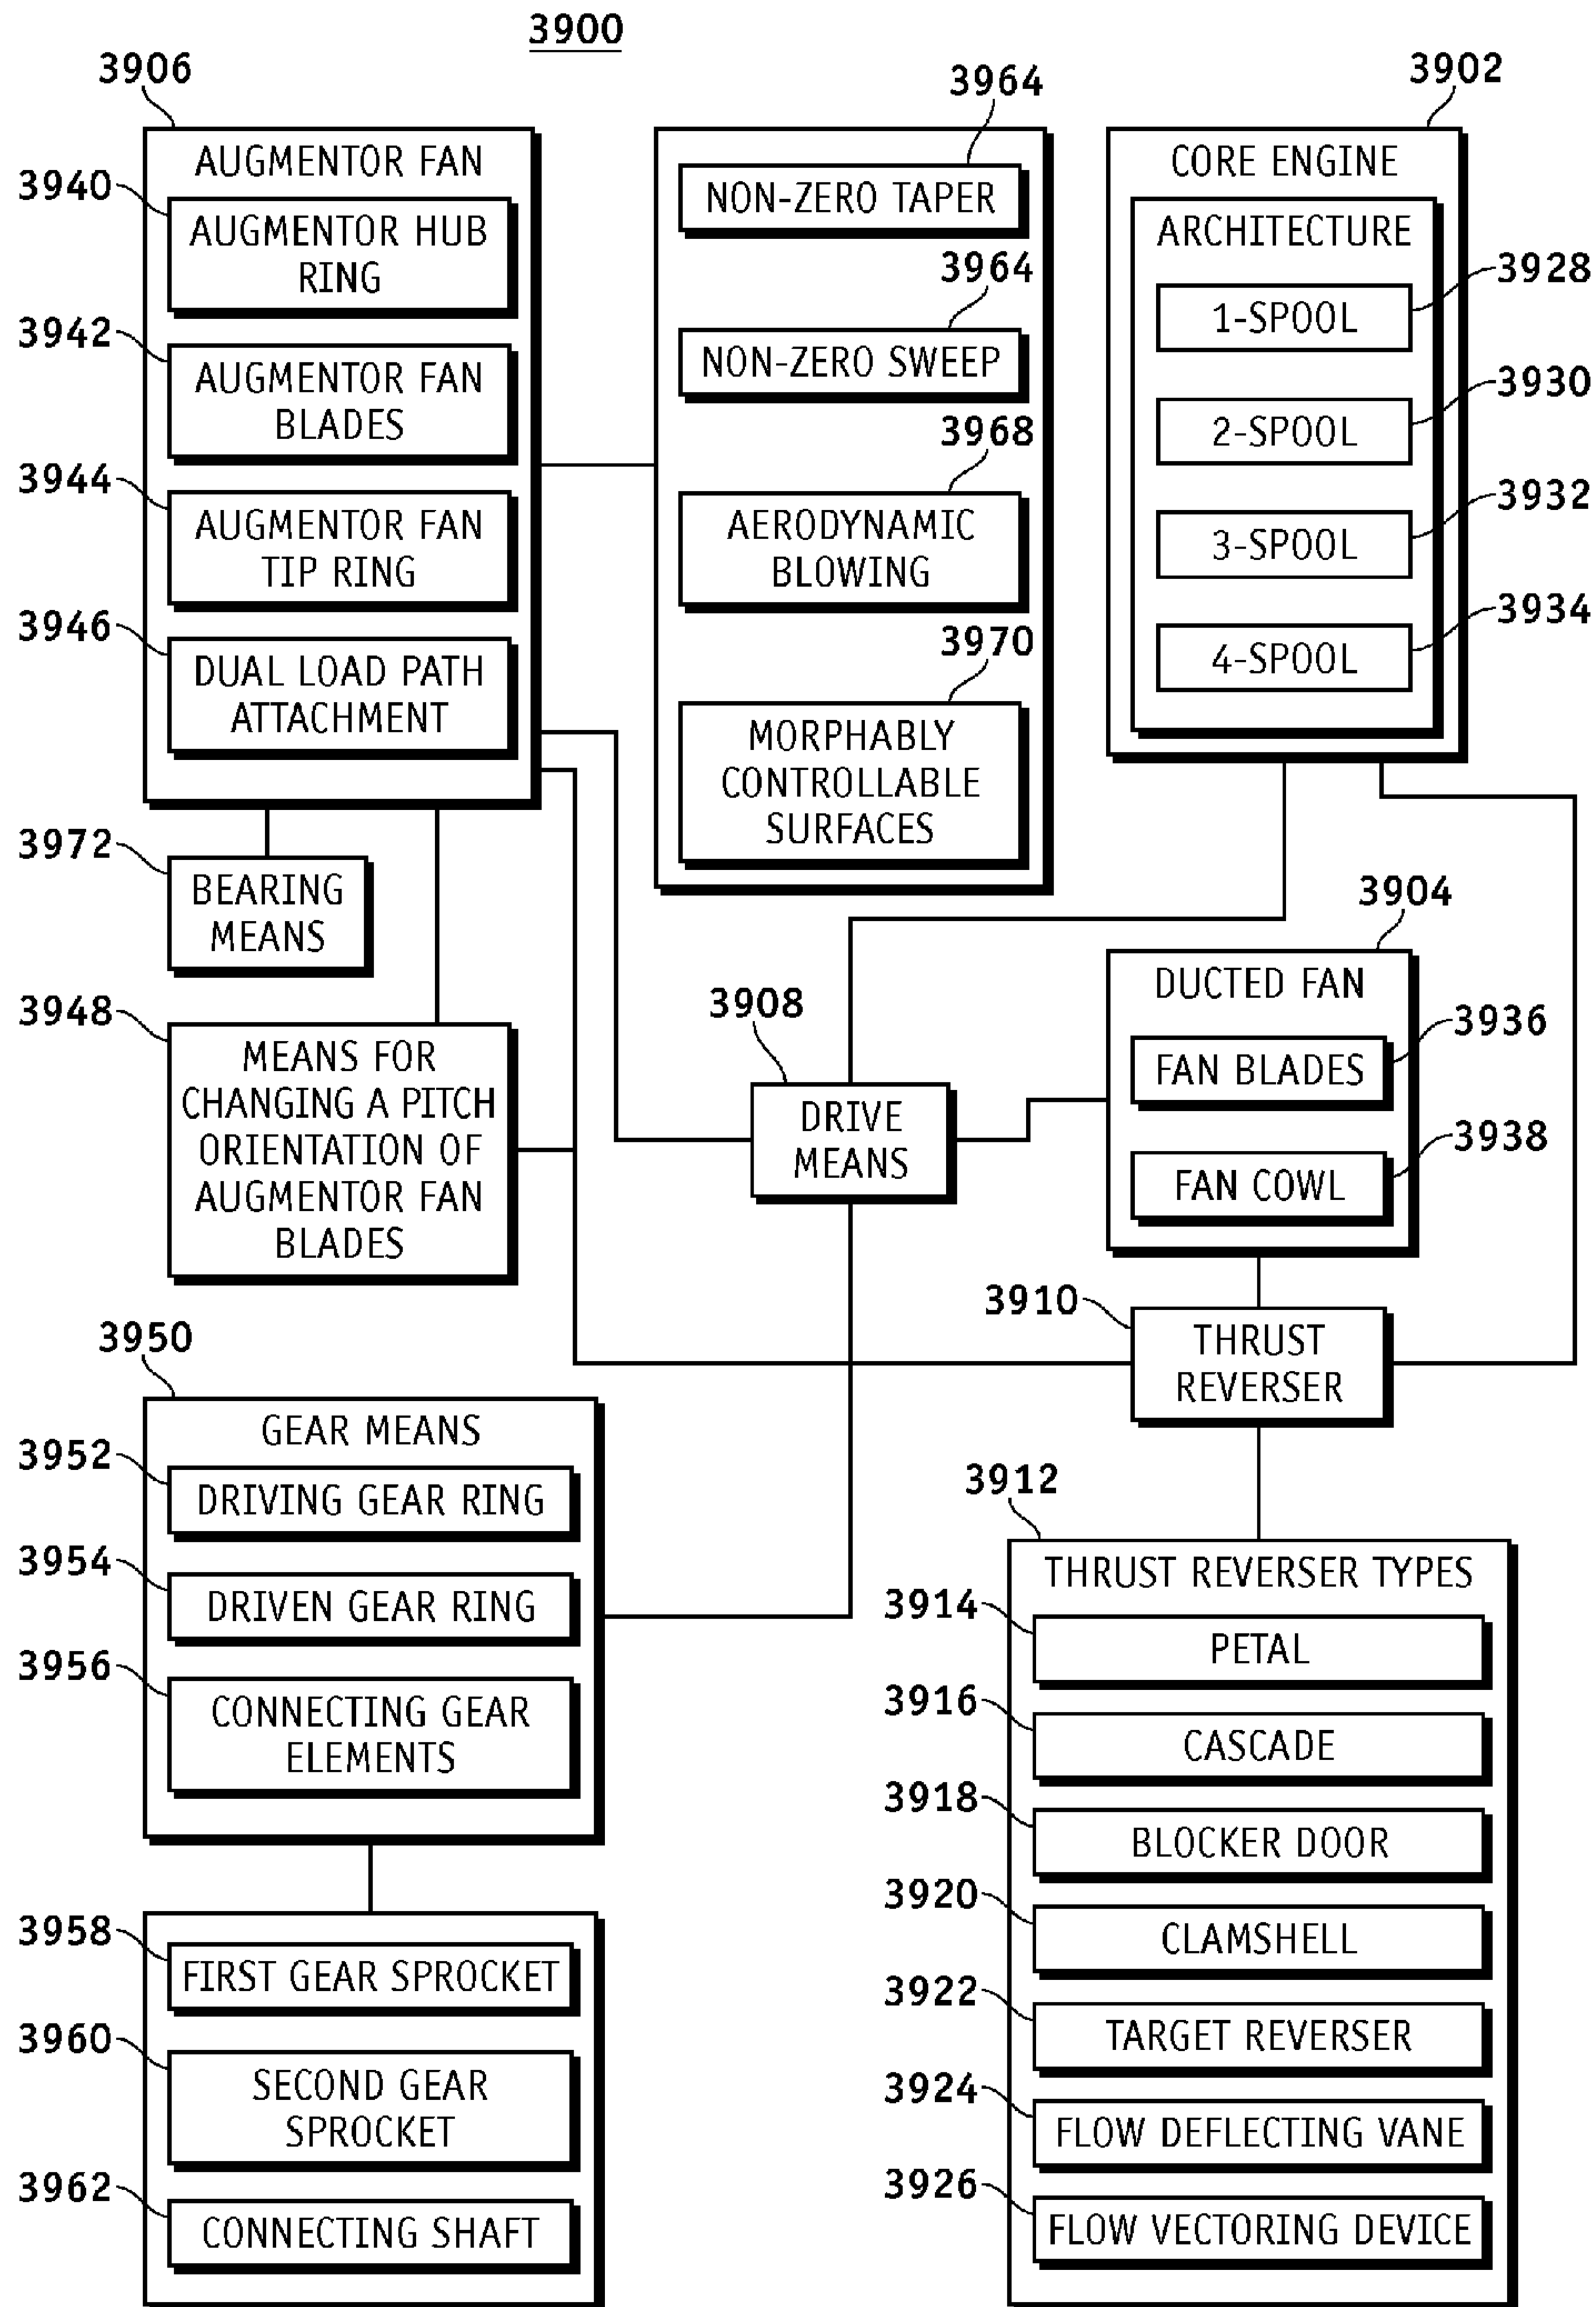 3900
3906
AUGMENTOR FAN
3940
AUGMENTOR HUB
RING
3942
AUGMENTOR FAN
BLADES
3944
AUGMENTOR FAN
TIP RING
3946
DUAL LOAD PATH
ATTACHMENT
3964
NON-ZERO TAPER
3964
NON-ZERO SWEEP
3968
AERODYNAMIC
BLOWING
3970
MORPHABLY
CONTROLLABLE
SURFACES
3902
CORE ENGINE
ARCHITECTURE
1-SPOOL
3928
2-SPOOL
3930
3-SPOOL
3932
4-SPOOL
3934
3972
BEARING
MEANS
3948
MEANS FOR
CHANGING A PITCH
ORIENTATION OF
AUGMENTOR FAN
BLADES
3908
DRIVE
MEANS
3904
DUCTED FAN
FAN BLADES
3936
FAN COWL
3938
3910
THRUST
REVERSER
3950
GEAR MEANS
3952
DRIVING GEAR RING
3954
DRIVEN GEAR RING
3956
CONNECTING GEAR
ELEMENTS
3958
FIRST GEAR SPROCKET
3960
SECOND GEAR
SPROCKET
3962
CONNECTING SHAFT
3912
THRUST REVERSER TYPES
3914
PETAL
3916
CASCADE
3918
BLOCKER DOOR
3920
CLAMSHELL
3922
TARGET REVERSER
3924
FLOW DEFLECTING VANE
3926
FLOW VECTORING DEVICE